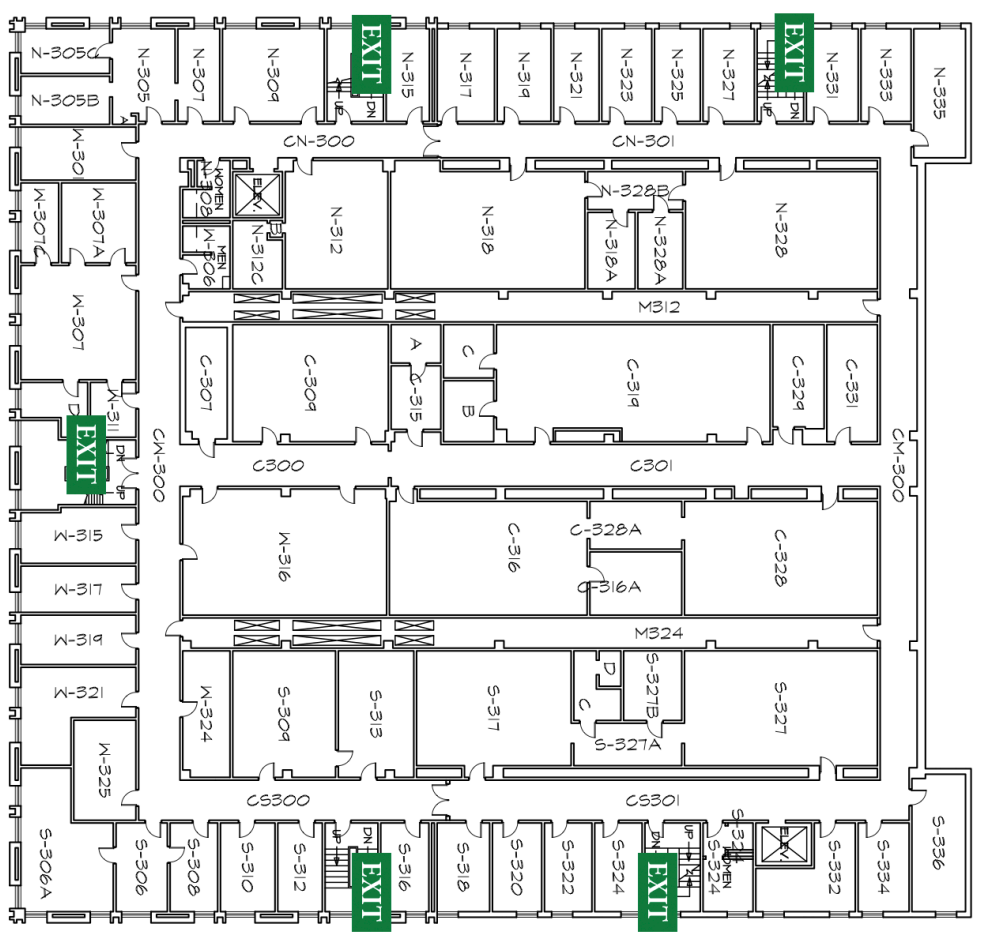 EXIT
EXIT
N-305C
N-305B
N-305
N-307
N-309
UP
DN
N-315
N-317
N-319
N-321
N-323
N-325
N-327
UP
DN
N-331
N-333
N-335
A
CN-300
CN-301
W-301
W-307C
W-307A
N-308
WOMEN
ELEV.
W-306
MEN
N-312C
B
N-312
N-318
N-328B
N-318A
N-328A
N-328
M312
W-307
C-307
C-309
A
C-315
C
B
C-319
C-329
C-331
D
W-311
EXIT
DN
UP
CW-300
C300
C301
CM-300
W-315
W-317
W-319
W-321
W-325
W-316
C-316
C-328A
C-316A
C-328
M324
W-324
S-309
S-313
S-317
C
D
S-327B
S-327A
S-327
CS300
CS301
S-306A
S-306
S-308
S-310
S-312
UP
DN
S-316
S-318
S-320
S-322
S-324
DN
UP
S-324
S-324
WOMEN
ELEV.
S-332
S-334
S-336
EXIT
EXIT